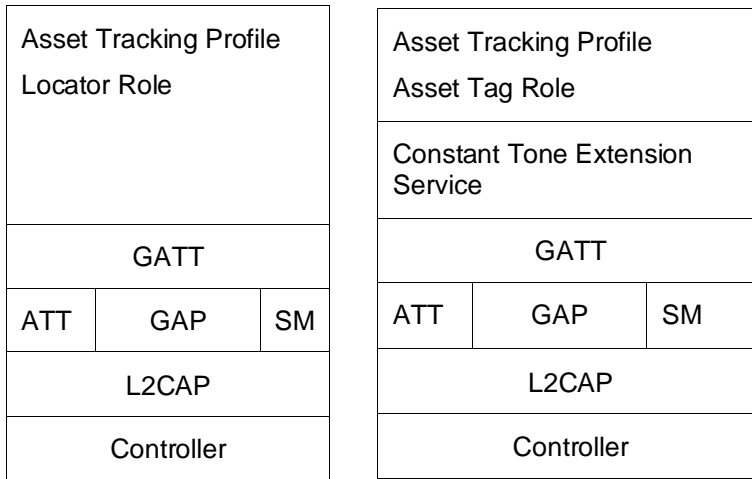 Asset Tracking Profile
Locator Role
GATT
ATT GAP SM
L2CAP
Controller
Asset Tracking Profile
Asset Tag Role
Constant Tone Extension
Service
GATT
ATT GAP SM
L2CAP
Controller